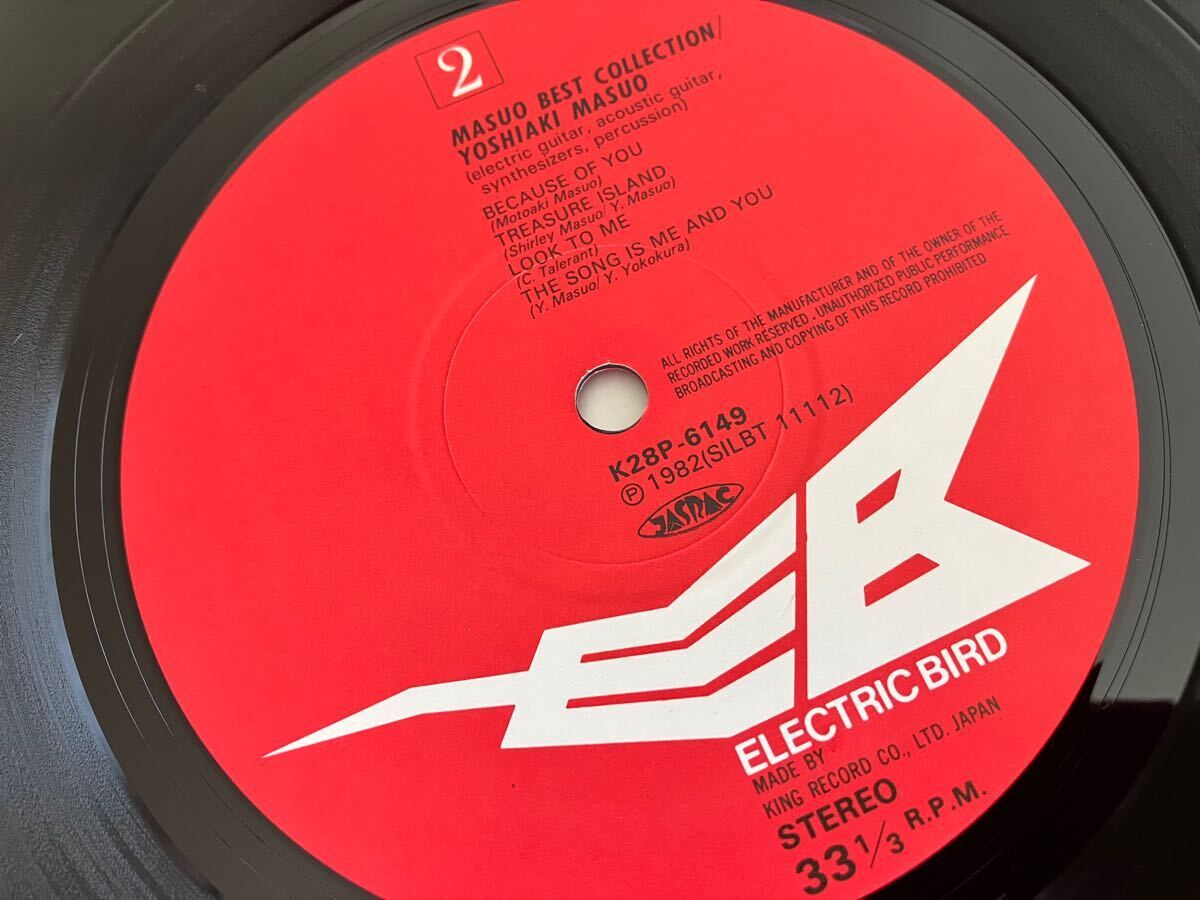 2
MASUO BEST COLLECTION/
YOSHIAKI MASUO
(electric guitar, acoustic guitar,
synthesizers, percussion)
BECAUSE OF YOU
(Motoaki Masuo)
TREASURE ISLAND
(Shirley Masuo/Y. Masuo)
LOOK TO ME
(C. Talerant)
THE SONG IS ME AND YOU
(Y. Masuo/Y. Yokokura)
ALL RIGHTS OF THE MANUFACTURER AND OF THE OWNER OF THE
RECORDED WORK RESERVED. UNAUTHORIZED PUBLIC PERFORMANCE
BROADCASTING AND COPYING OF THIS RECORD PROHIBITED
K28P-6149
Ⓟ1982(SILBT 11112)
JASRAC
EB
ELECTRIC BIRD
MADE BY
KING RECORD CO., LTD. JAPAN
STEREO
33 1/3 R.P.M.